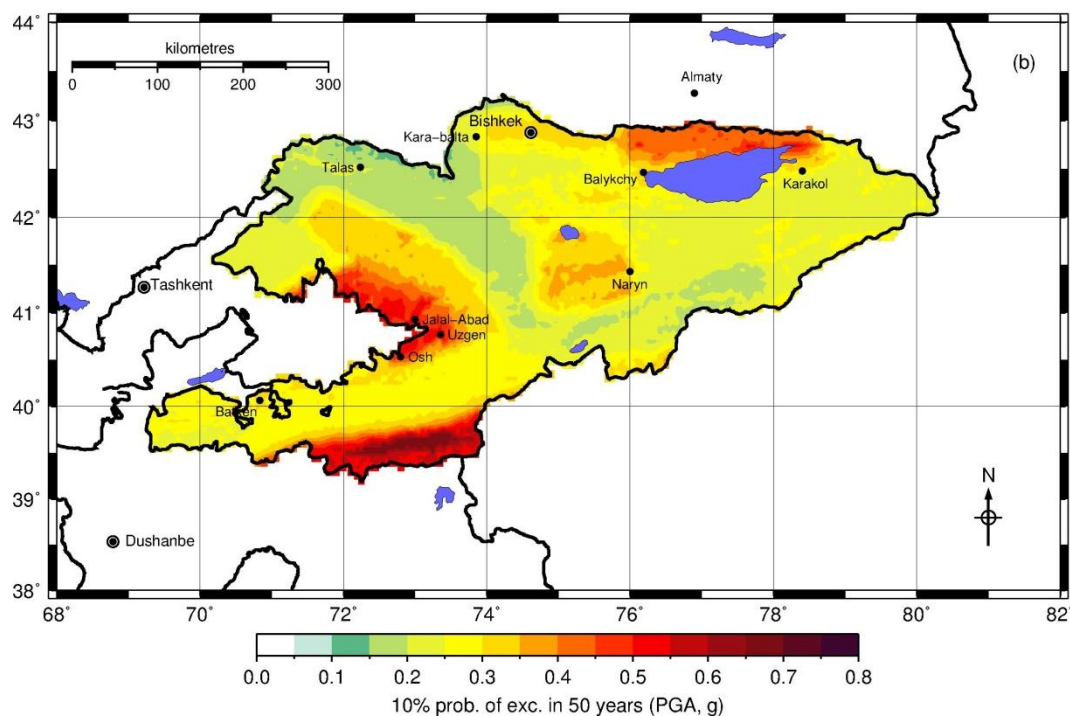 44°
43°
42°
41°
40°
39°
38°
kilometres
0 100 200 300
(b)
Almaty
Bishkek
Kara-balta
Talas
Balykchy
Karakol
Tashkent
Naryn
Jalal-Abad
Uzgen
Osh
N
Dushanbe
68° 70° 72° 74° 76° 78° 80° 82°
0.0 0.1 0.2 0.3 0.4 0.5 0.6 0.7 0.8
10% prob. of exc. in 50 years (PGA, g)